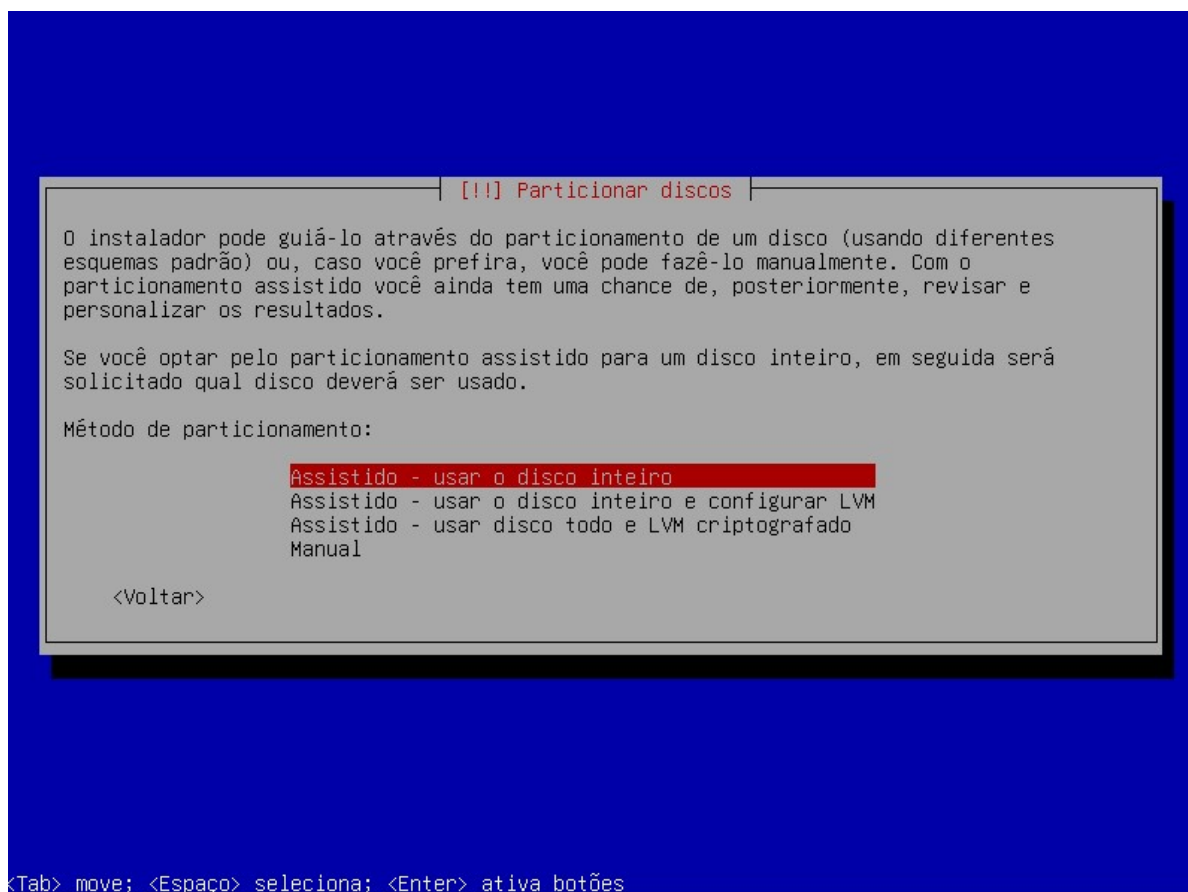 [!!] Particionar discos
O instalador pode guiá-lo através do particionamento de um disco (usando diferentes
esquemas padrão) ou, caso você prefira, você pode fazê-lo manualmente. Com o
particionamento assistido você ainda tem uma chance de, posteriormente, revisar e
personalizar os resultados.
Se você optar pelo particionamento assistido para um disco inteiro, em seguida será
solicitado qual disco deverá ser usado.
Método de particionamento:
Assistido - usar o disco inteiro
Assistido - usar o disco inteiro e configurar LVM
Assistido - usar disco todo e LVM criptografado
Manual
<Voltar>
<Tab> move; <Espaço> seleciona; <Enter> ativa botões